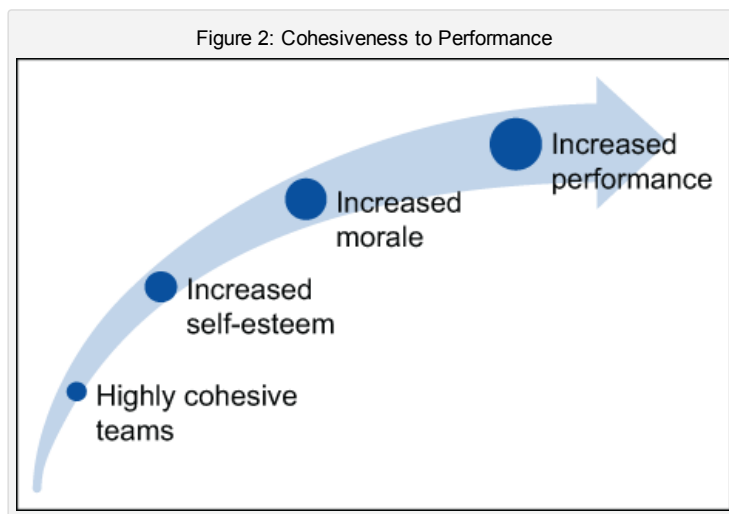 Figure 2: Cohesiveness to Performance
Increased
performance
Increased
morale
Increased
self-esteem
Highly cohesive
teams